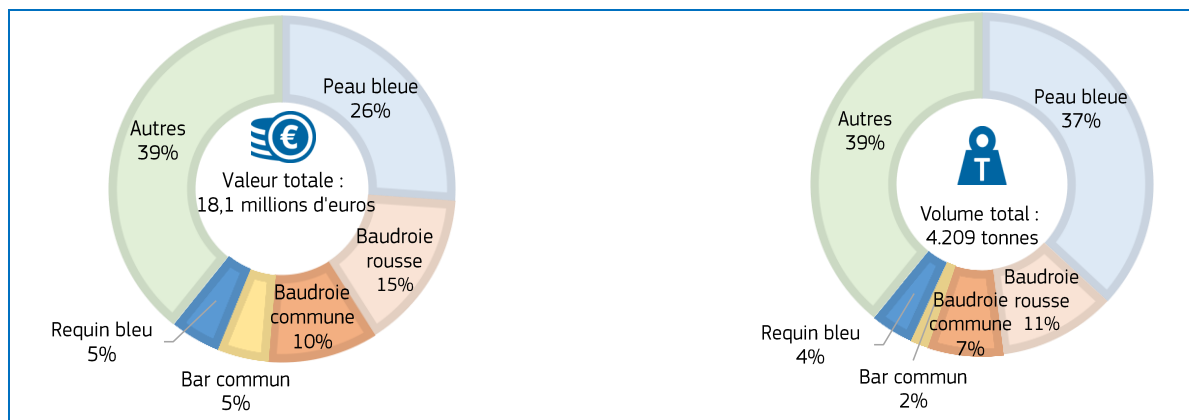 Peau bleue
26%
Autres
39%
€
Valeur totale :
18,1 millions d'euros
Baudroie
rousse
15%
Baudroie
commune
10%
Requin bleu
5%
Bar commun
5%
Peau bleue
37%
Autres
39%
T
Volume total :
4.209 tonnes
Baudroie
rousse
11%
Baudroie
commune
7%
Requin bleu
4%
Bar commun
2%